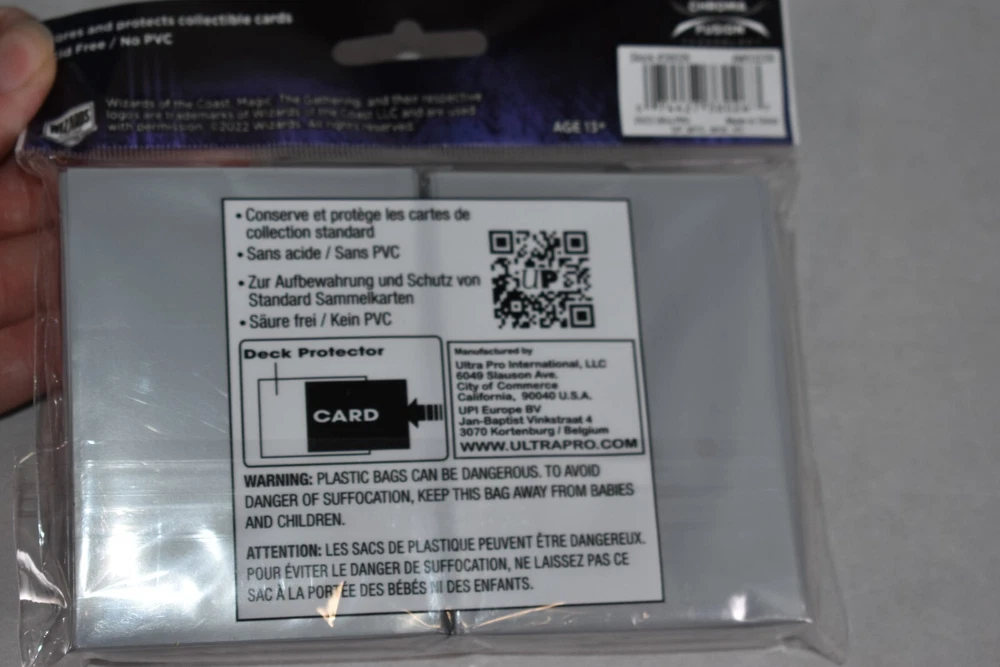 ores and protects collectible cards
id Free / No PVC
CHROMA
FUSION
WIZARDS
Wizards of the Coast, Magic: The Gathering, and their respective
logos are trademarks of Wizards of the Coast LLC and are used
with permission. ©2022 Wizards. All rights reserved.
AGE 13+
• Conserve et protège les cartes de
collection standard
• Sans acide / Sans PVC
• Zur Aufbewahrung und Schutz von
Standard Sammelkarten
• Säure frei / Kein PVC
UP
Deck Protector
CARD
Manufactured by
Ultra Pro International, LLC
6049 Slauson Ave.
City of Commerce
California, 90040 U.S.A.
UPI Europe BV
Jan-Baptist Vinkstraat 4
3070 Kortenburg / Belgium
WWW.ULTRAPRO.COM
WARNING: PLASTIC BAGS CAN BE DANGEROUS. TO AVOID
DANGER OF SUFFOCATION, KEEP THIS BAG AWAY FROM BABIES
AND CHILDREN.
ATTENTION: LES SACS DE PLASTIQUE PEUVENT ÊTRE DANGEREUX.
POUR ÉVITER LE DANGER DE SUFFOCATION, NE LAISSEZ PAS CE
SAC À LA PORTÉE DES BÉBÉS NI DES ENFANTS.